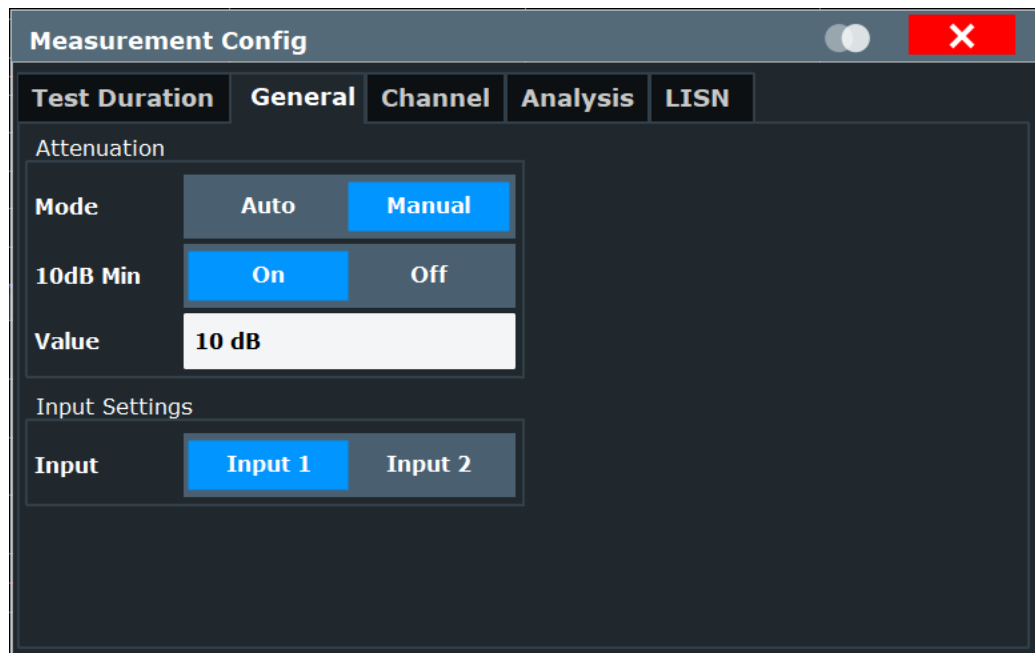 Measurement Config
Test Duration General Channel Analysis LISN
Attenuation
Mode Auto Manual
10dB Min On Off
Value 10 dB
Input Settings
Input Input 1 Input 2